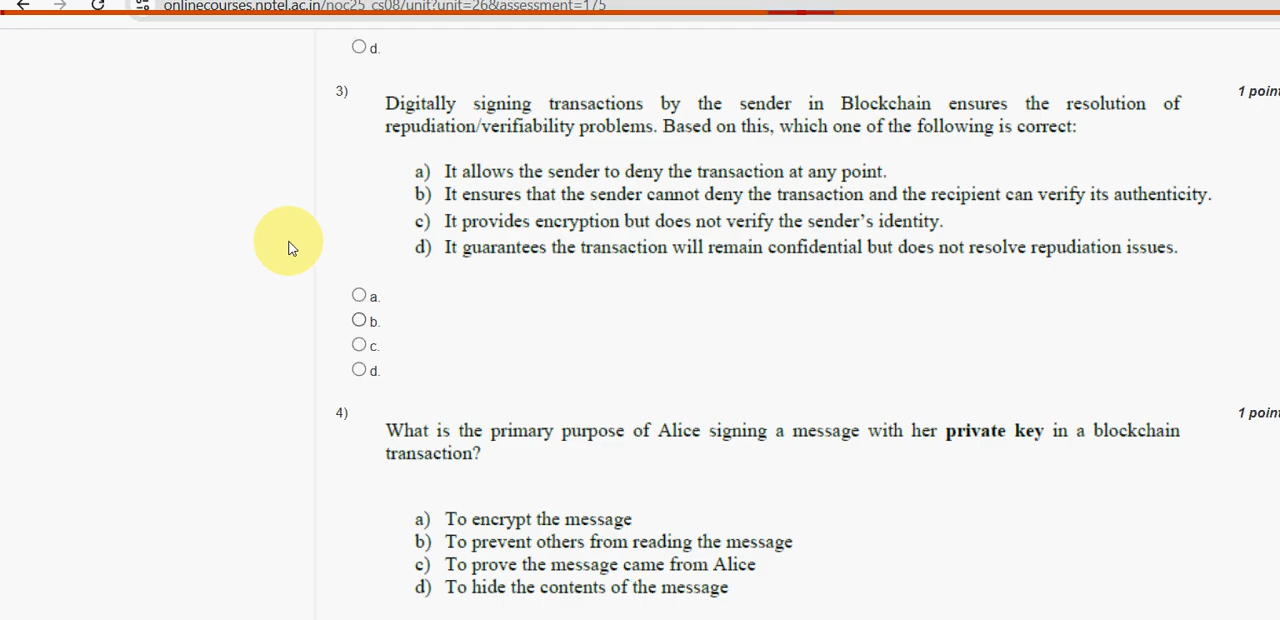 onlinecourses.nptel.ac.in/noc25_cs08/unit?unit=26&assessment=175
d.
3)
1 poin
Digitally signing transactions by the sender in Blockchain ensures the resolution of
repudiation/verifiability problems. Based on this, which one of the following is correct:
a) It allows the sender to deny the transaction at any point.
b) It ensures that the sender cannot deny the transaction and the recipient can verify its authenticity.
c) It provides encryption but does not verify the sender's identity.
d) It guarantees the transaction will remain confidential but does not resolve repudiation issues.
a.
b.
c.
d.
4)
1 poin
What is the primary purpose of Alice signing a message with her private key in a blockchain
transaction?
a) To encrypt the message
b) To prevent others from reading the message
c) To prove the message came from Alice
d) To hide the contents of the message